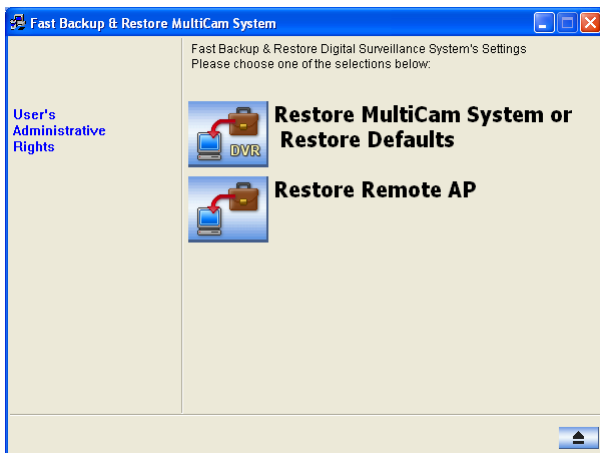 Fast Backup & Restore MultiCam System
Fast Backup & Restore Digital Surveillance System's Settings
Please choose one of the selections below:
User's
Administrative
Rights
DVR
Restore MultiCam System or
Restore Defaults
Restore Remote AP